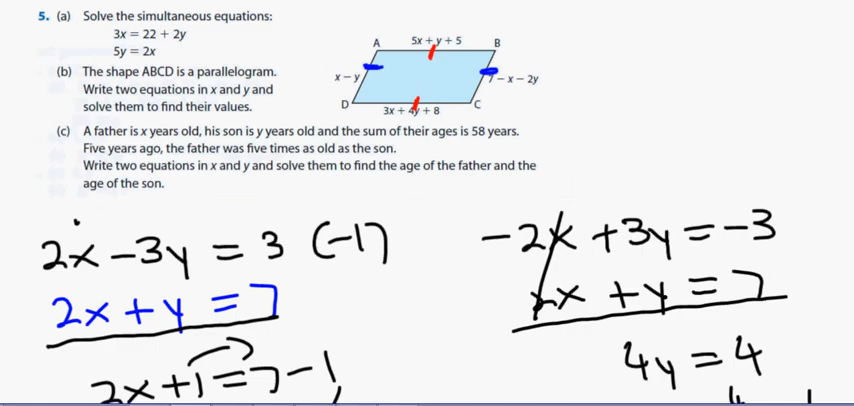 5. (a) Solve the simultaneous equations:
3x = 22 + 2y
5y = 2x
(b) The shape ABCD is a parallelogram.
Write two equations in x and y and
solve them to find their values.
A 5x + y + 5 B
x – y
– x – 2y
D 3x + 4y + 8 C
(c) A father is x years old, his son is y years old and the sum of their ages is 58 years.
Five years ago, the father was five times as old as the son.
Write two equations in x and y and solve them to find the age of the father and the
age of the son.
2x - 3y = 3 (-1)
2x + y = 7
2x + 1 = 7 - 1
-2x + 3y = -3
2x + y = 7
4y = 4